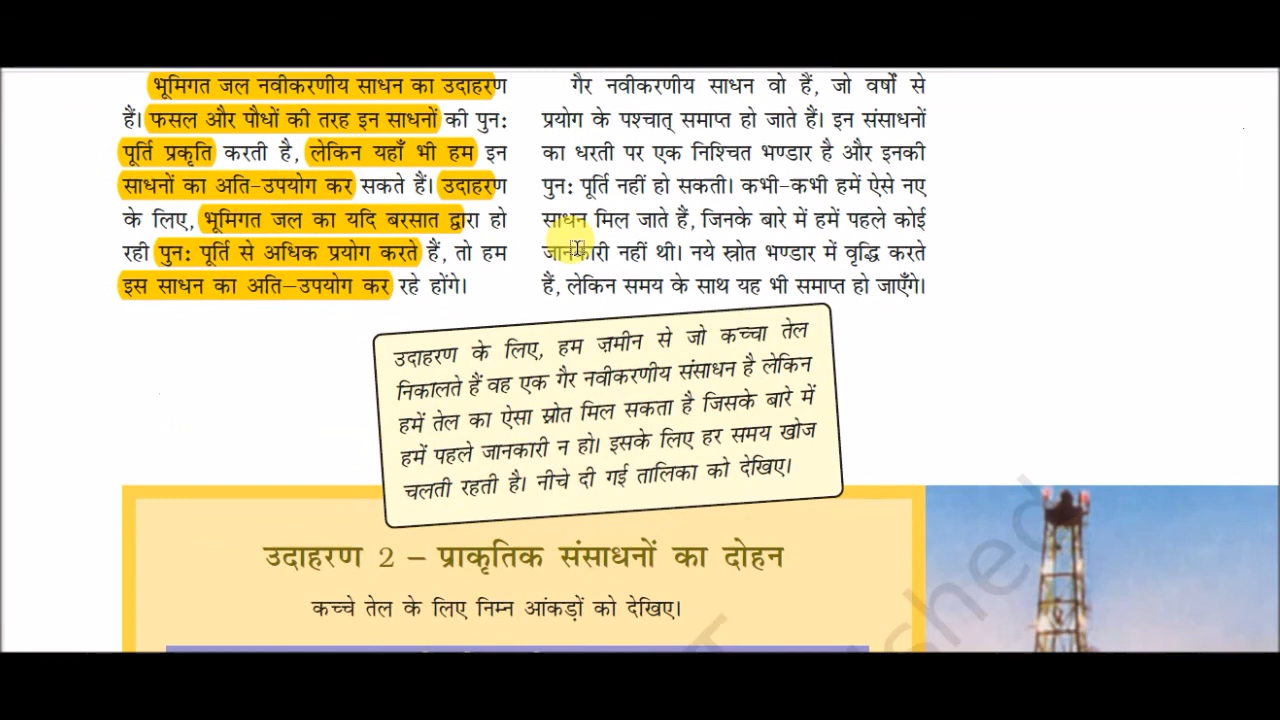 भूमिगत जल नवीकरणीय साधन का उदाहरण
हैं। फसल और पौधों की तरह इन साधनों की पुन:
पूर्ति प्रकृति करती है, लेकिन यहाँ भी हम इन
साधनों का अति-उपयोग कर सकते हैं। उदाहरण
के लिए, भूमिगत जल का यदि बरसात द्वारा हो
रही पुन: पूर्ति से अधिक प्रयोग करते हैं, तो हम
इस साधन का अति–उपयोग कर रहे होंगे।
गैर नवीकरणीय साधन वो हैं, जो वर्षों से
प्रयोग के पश्चात् समाप्त हो जाते हैं। इन संसाधनों
का धरती पर एक निश्चित भण्डार है और इनकी
पुन: पूर्ति नहीं हो सकती। कभी-कभी हमें ऐसे नए
साधन मिल जाते हैं, जिनके बारे में हमें पहले कोई
जानकारी नहीं थी। नये स्रोत भण्डार में वृद्धि करते
हैं, लेकिन समय के साथ यह भी समाप्त हो जाएँगे।
उदाहरण के लिए, हम ज़मीन से जो कच्चा तेल
निकालते हैं वह एक गैर नवीकरणीय संसाधन है लेकिन
हमें तेल का ऐसा स्रोत मिल सकता है जिसके बारे में
हमें पहले जानकारी न हो। इसके लिए हर समय खोज
चलती रहती है। नीचे दी गई तालिका को देखिए।
उदाहरण 2 – प्राकृतिक संसाधनों का दोहन
कच्चे तेल के लिए निम्न आंकड़ों को देखिए।